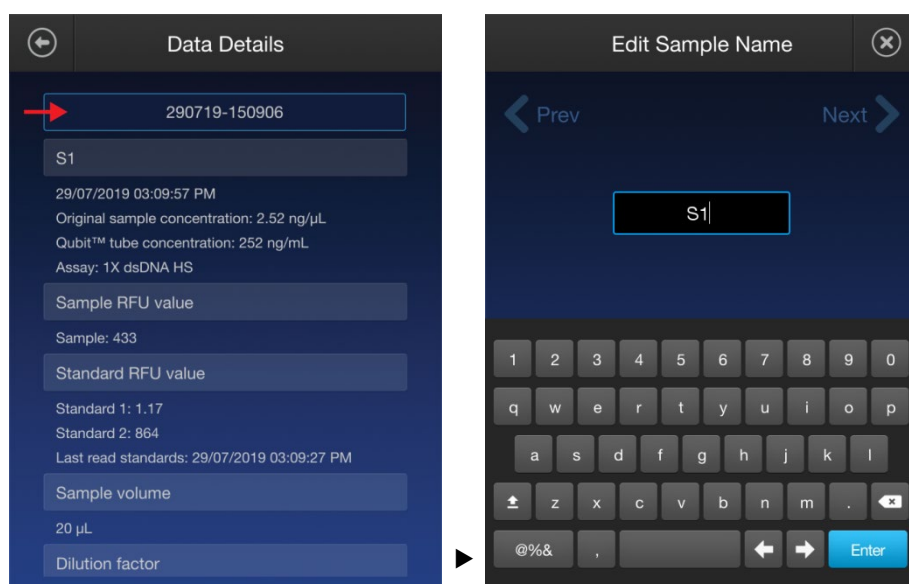 Data Details
290719-150906
S1
29/07/2019 03:09:57 PM
Original sample concentration: 2.52 ng/µL
Qubit™ tube concentration: 252 ng/mL
Assay: 1X dsDNA HS
Sample RFU value
Sample: 433
Standard RFU value
Standard 1: 1.17
Standard 2: 864
Last read standards: 29/07/2019 03:09:27 PM
Sample volume
20 µL
Dilution factor
Edit Sample Name
Prev Next
S1
1 2 3 4 5 6 7 8 9 0
q w e r t y u i o p
a s d f g h j k l
z x c v b n m .
@%& , Enter